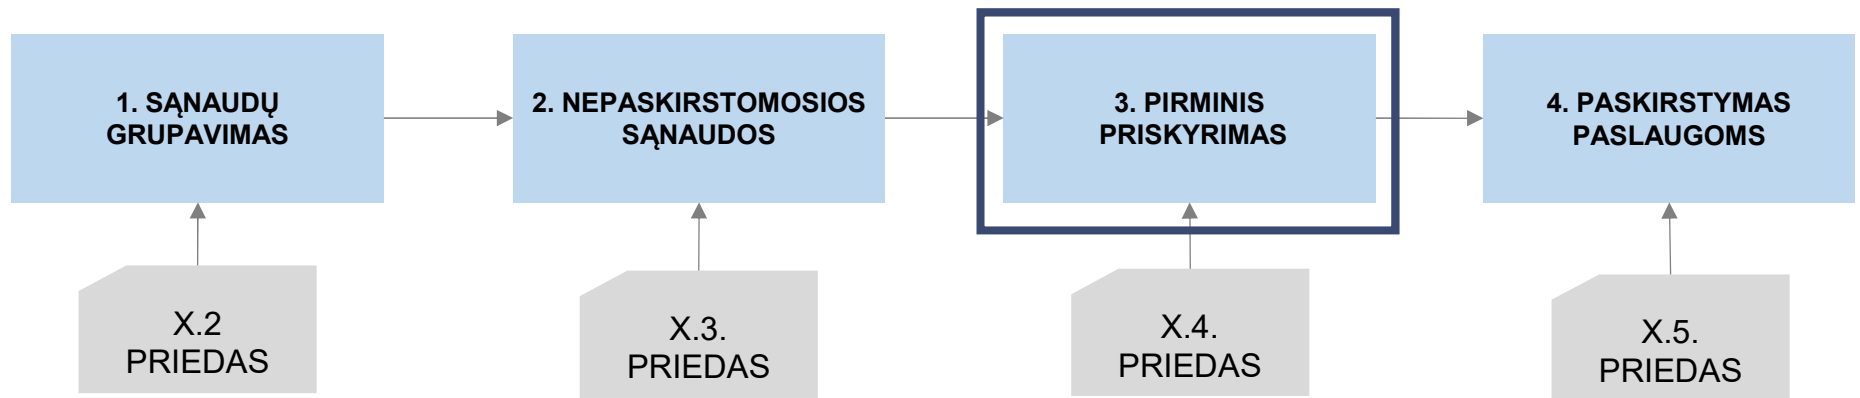 1. SĄNAUDŲ
GRUPAVIMAS
2. NEPASKIRSTOMOSIOS
SĄNAUDOS
3. PIRMINIS
PRISKYRIMAS
4. PASKIRSTYMAS
PASLAUGOMS
X.2
PRIEDAS
X.3.
PRIEDAS
X.4.
PRIEDAS
X.5.
PRIEDAS